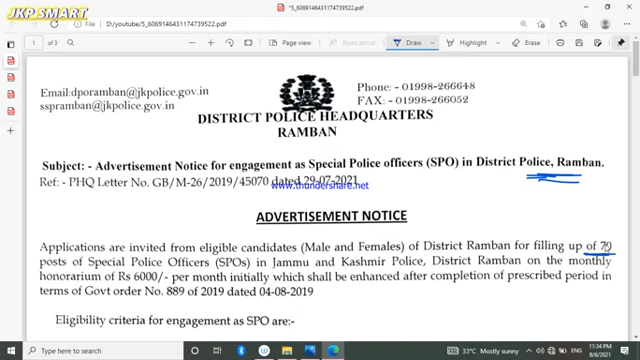 JKP SMART
*5_6069146431174739522.pdf
D:/youtube/5_6069146431174739522.pdf
1 of 3
Page view
Read aloud
Draw
Highlight
Erase
Email:dporamban@jkpolice.gov.in
sspramban@jkpolice.gov.in
Phone: - 01998-266648
FAX: - 01998-266052
DISTRICT POLICE HEADQUARTERS
RAMBAN
Subject: - Advertisement Notice for engagement as Special Police officers (SPO) in District Police, Ramban.
Ref: - PHQ Letter No. GB/M-26/2019/45070 dated 29-07-2021
www.thundershare.net
ADVERTISEMENT NOTICE
Applications are invited from eligible candidates (Male and Females) of District Ramban for filling up of 79
posts of Special Police Officers (SPOs) in Jammu and Kashmir Police, District Ramban on the monthly
honorarium of Rs 6000/- per month initially which shall be enhanced after completion of prescribed period in
terms of Govt order No. 889 of 2019 dated 04-08-2019
Eligibility criteria for engagement as SPO are:-
Type here to search
33°C Mostly sunny
11:34 PM
8/6/2021